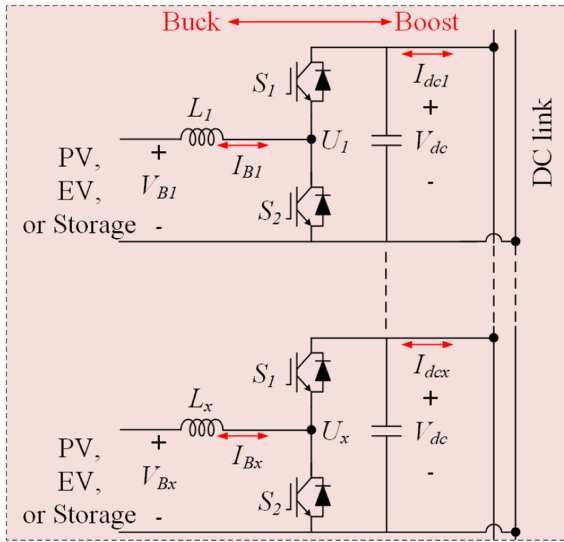 Buck Boost
S1
Idc1
L1
+
U1
+
Vdc
PV,
EV,
or Storage
IB1
VB1
-
S2
-
DC link
S1
Idcx
Lx
+
Ux
+
Vdc
PV,
EV,
or Storage
IBx
VBx
-
S2
-